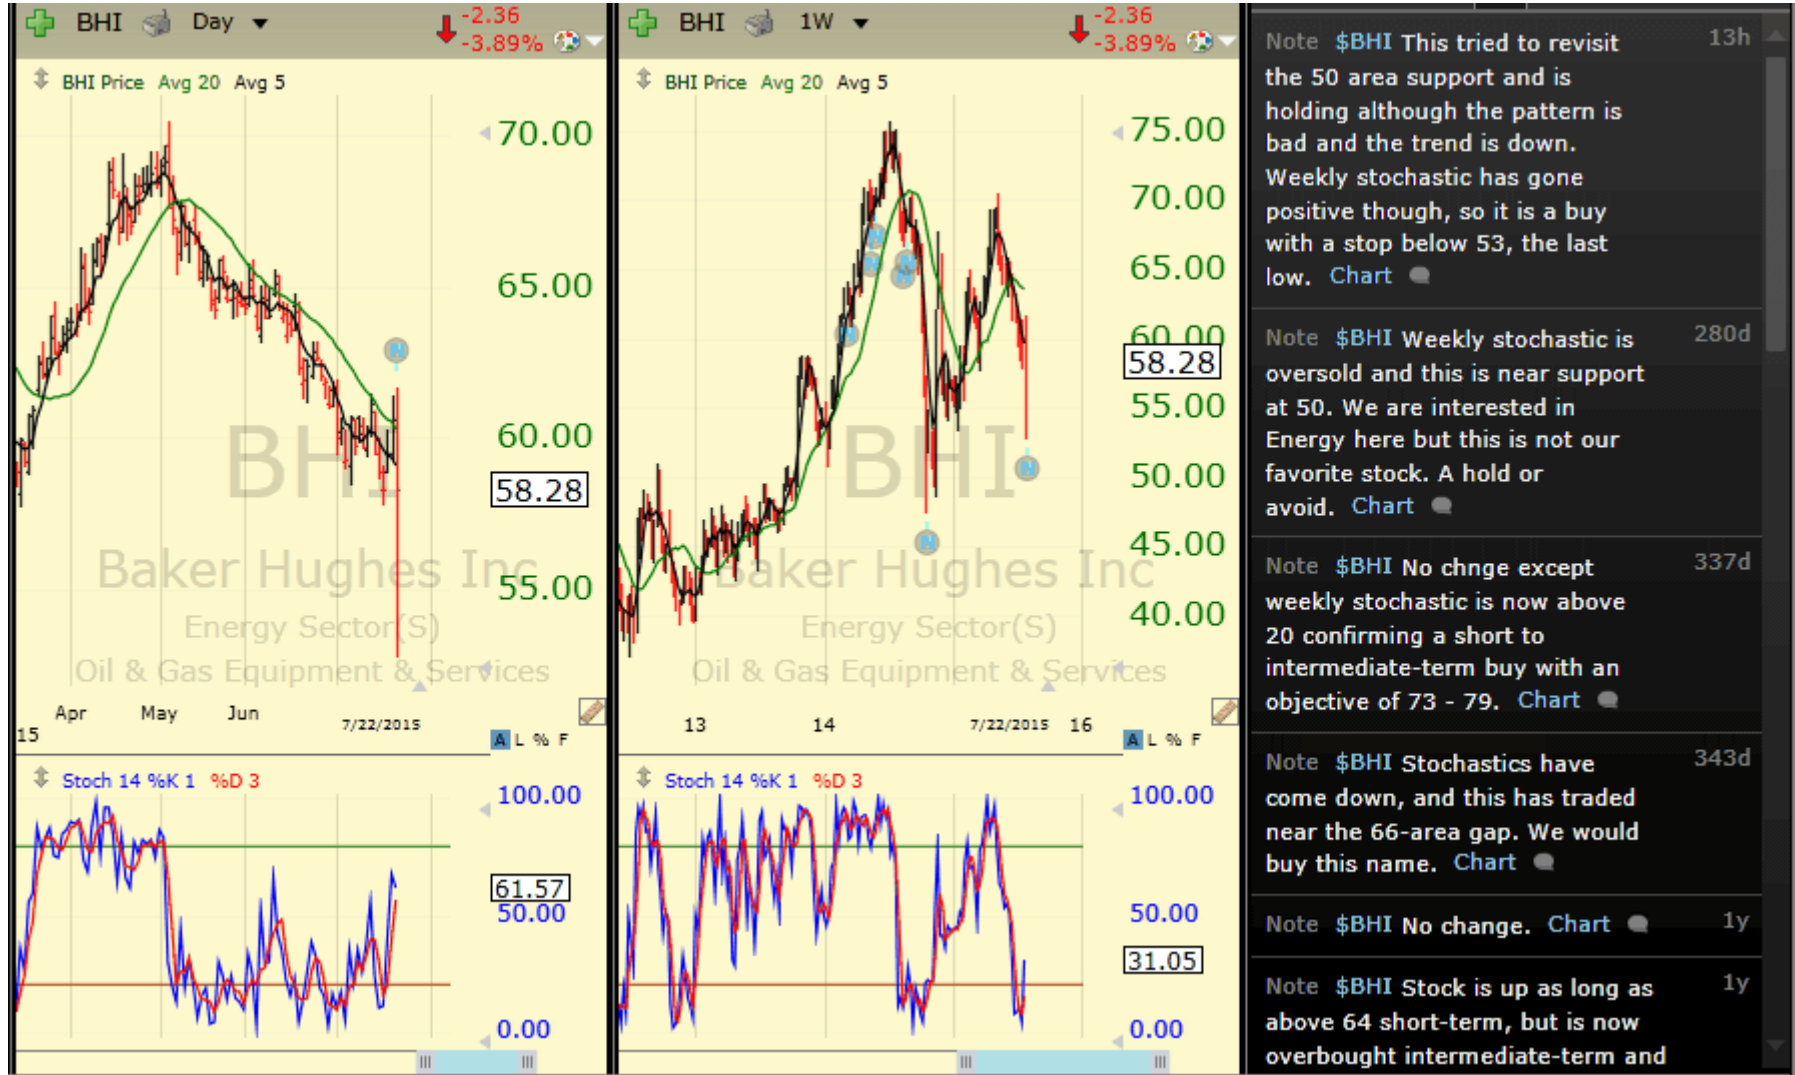 BHI Day -2.36
-3.89%
BHI Price Avg 20 Avg 5
70.00
65.00
60.00
58.28
55.00
BHI
Baker Hughes Inc
Energy Sector(S)
Oil & Gas Equipment & Services
Apr May Jun
15 7/22/2015
A L % F
Stoch 14 %K 1 %D 3
100.00
61.57
50.00
0.00
BHI 1W -2.36
-3.89%
BHI Price Avg 20 Avg 5
75.00
70.00
65.00
60.00
58.28
55.00
50.00
45.00
40.00
BHI
Baker Hughes Inc
Energy Sector(S)
Oil & Gas Equipment & Services
N
N
N
N
N
N
N
N
13 14 7/22/2015 16
A L % F
Stoch 14 %K 1 %D 3
100.00
50.00
31.05
0.00
Note $BHI This tried to revisit 13h
the 50 area support and is
holding although the pattern is
bad and the trend is down.
Weekly stochastic has gone
positive though, so it is a buy
with a stop below 53, the last
low. Chart
Note $BHI Weekly stochastic is 280d
oversold and this is near support
at 50. We are interested in
Energy here but this is not our
favorite stock. A hold or
avoid. Chart
Note $BHI No chnge except 337d
weekly stochastic is now above
20 confirming a short to
intermediate-term buy with an
objective of 73 - 79. Chart
Note $BHI Stochastics have 343d
come down, and this has traded
near the 66-area gap. We would
buy this name. Chart
Note $BHI No change. Chart 1y
Note $BHI Stock is up as long as 1y
above 64 short-term, but is now
overbought intermediate-term and